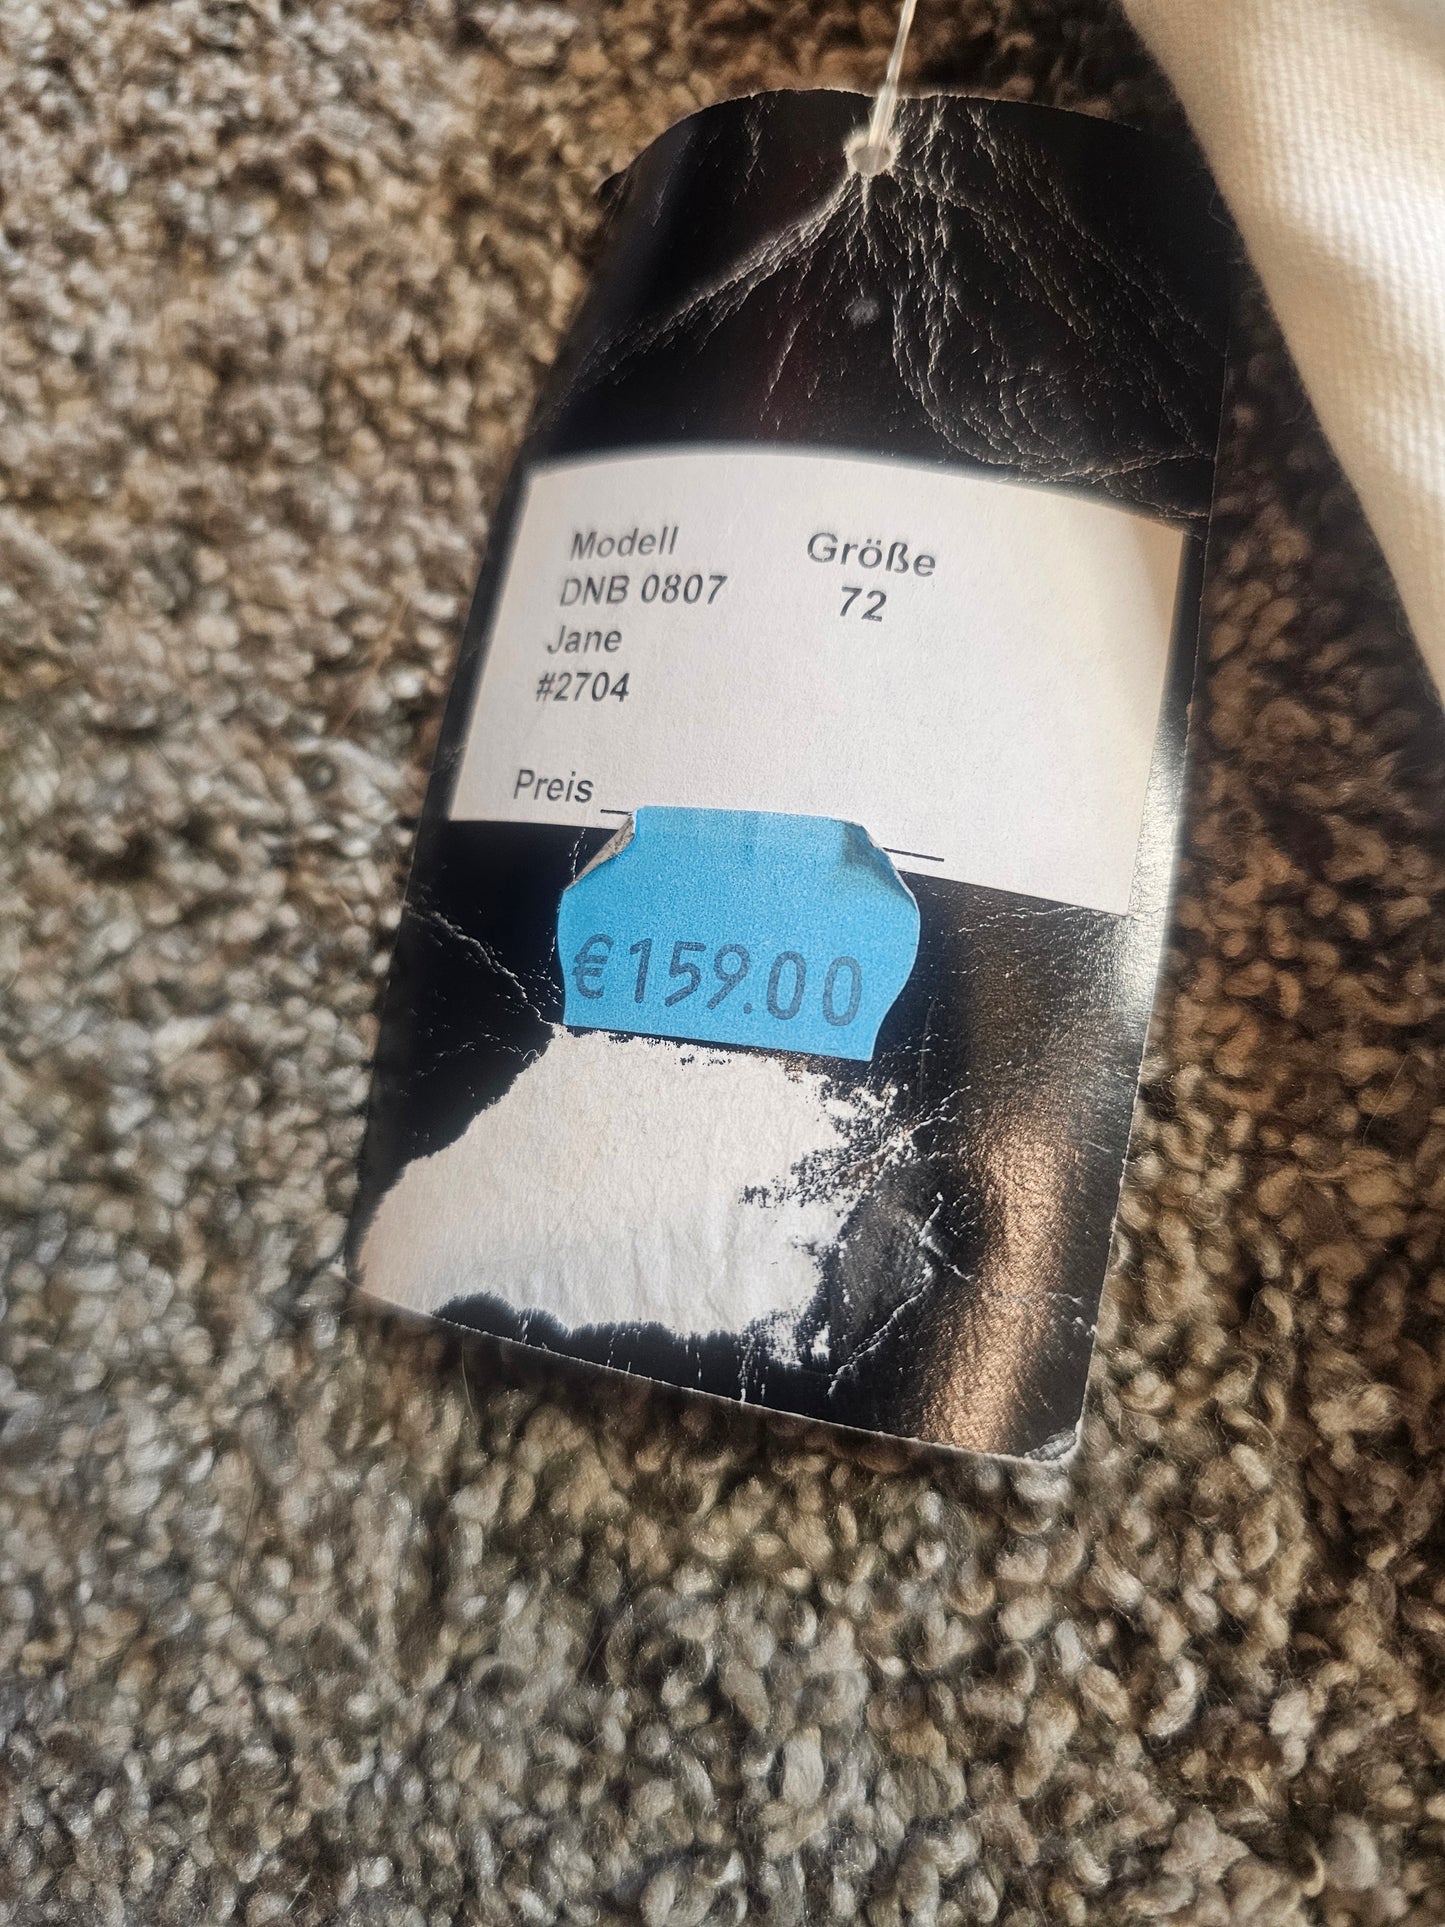 Modell
DNB 0807
Jane
#2704
Größe
72
Preis
€159.00